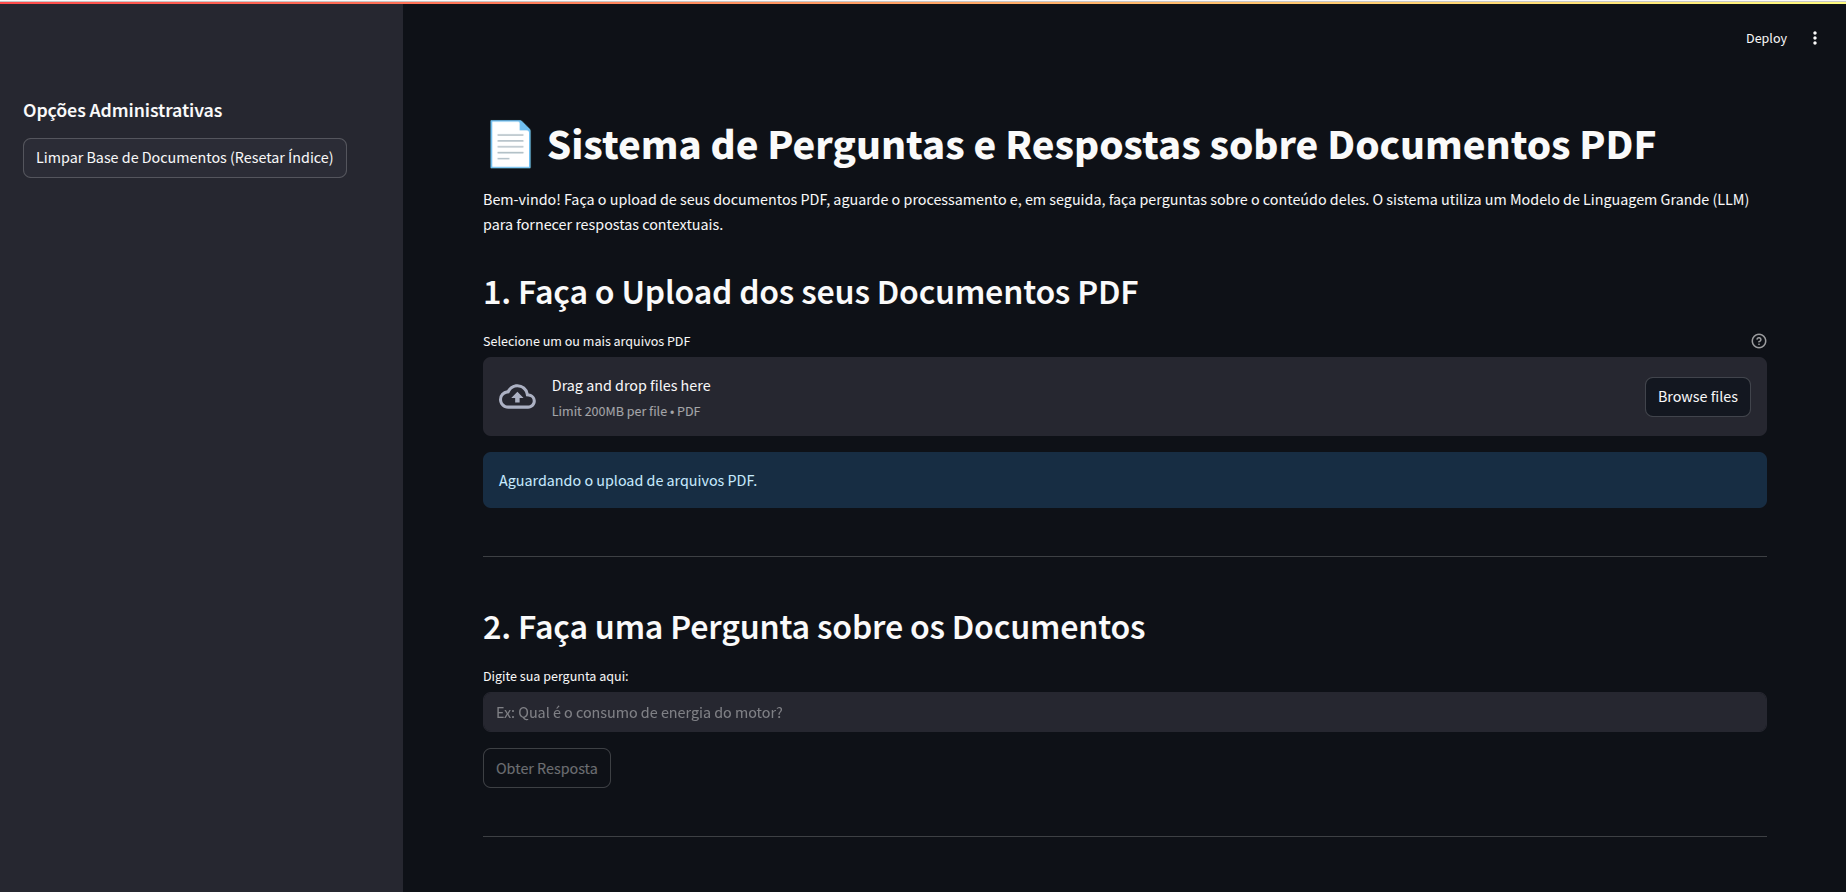 Deploy
Opções Administrativas
Limpar Base de Documentos (Resetar Índice)
Sistema de Perguntas e Respostas sobre Documentos PDF
Bem-vindo! Faça o upload de seus documentos PDF, aguarde o processamento e, em seguida, faça perguntas sobre o conteúdo deles. O sistema utiliza um Modelo de Linguagem Grande (LLM)
para fornecer respostas contextuais.
1. Faça o Upload dos seus Documentos PDF
Selecione um ou mais arquivos PDF
Drag and drop files here
Limit 200MB per file • PDF
Browse files
Aguardando o upload de arquivos PDF.
2. Faça uma Pergunta sobre os Documentos
Digite sua pergunta aqui:
Ex: Qual é o consumo de energia do motor?
Obter Resposta